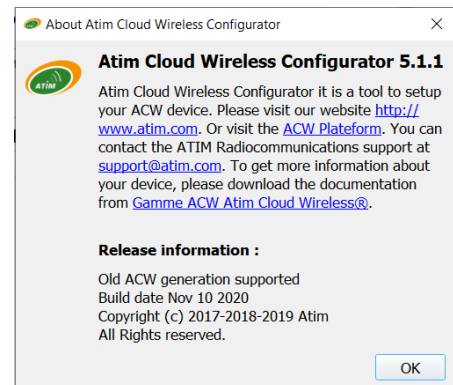 About Atim Cloud Wireless Configurator
ATIM
Atim Cloud Wireless Configurator 5.1.1
Atim Cloud Wireless Configurator it is a tool to setup
your ACW device. Please visit our website http://
www.atim.com. Or visit the ACW Plateform. You can
contact the ATIM Radiocommunications support at
support@atim.com. To get more information about
your device, please download the documentation
from Gamme ACW Atim Cloud Wireless®.
Release information :
Old ACW generation supported
Build date Nov 10 2020
Copyright (c) 2017-2018-2019 Atim
All Rights reserved.
OK